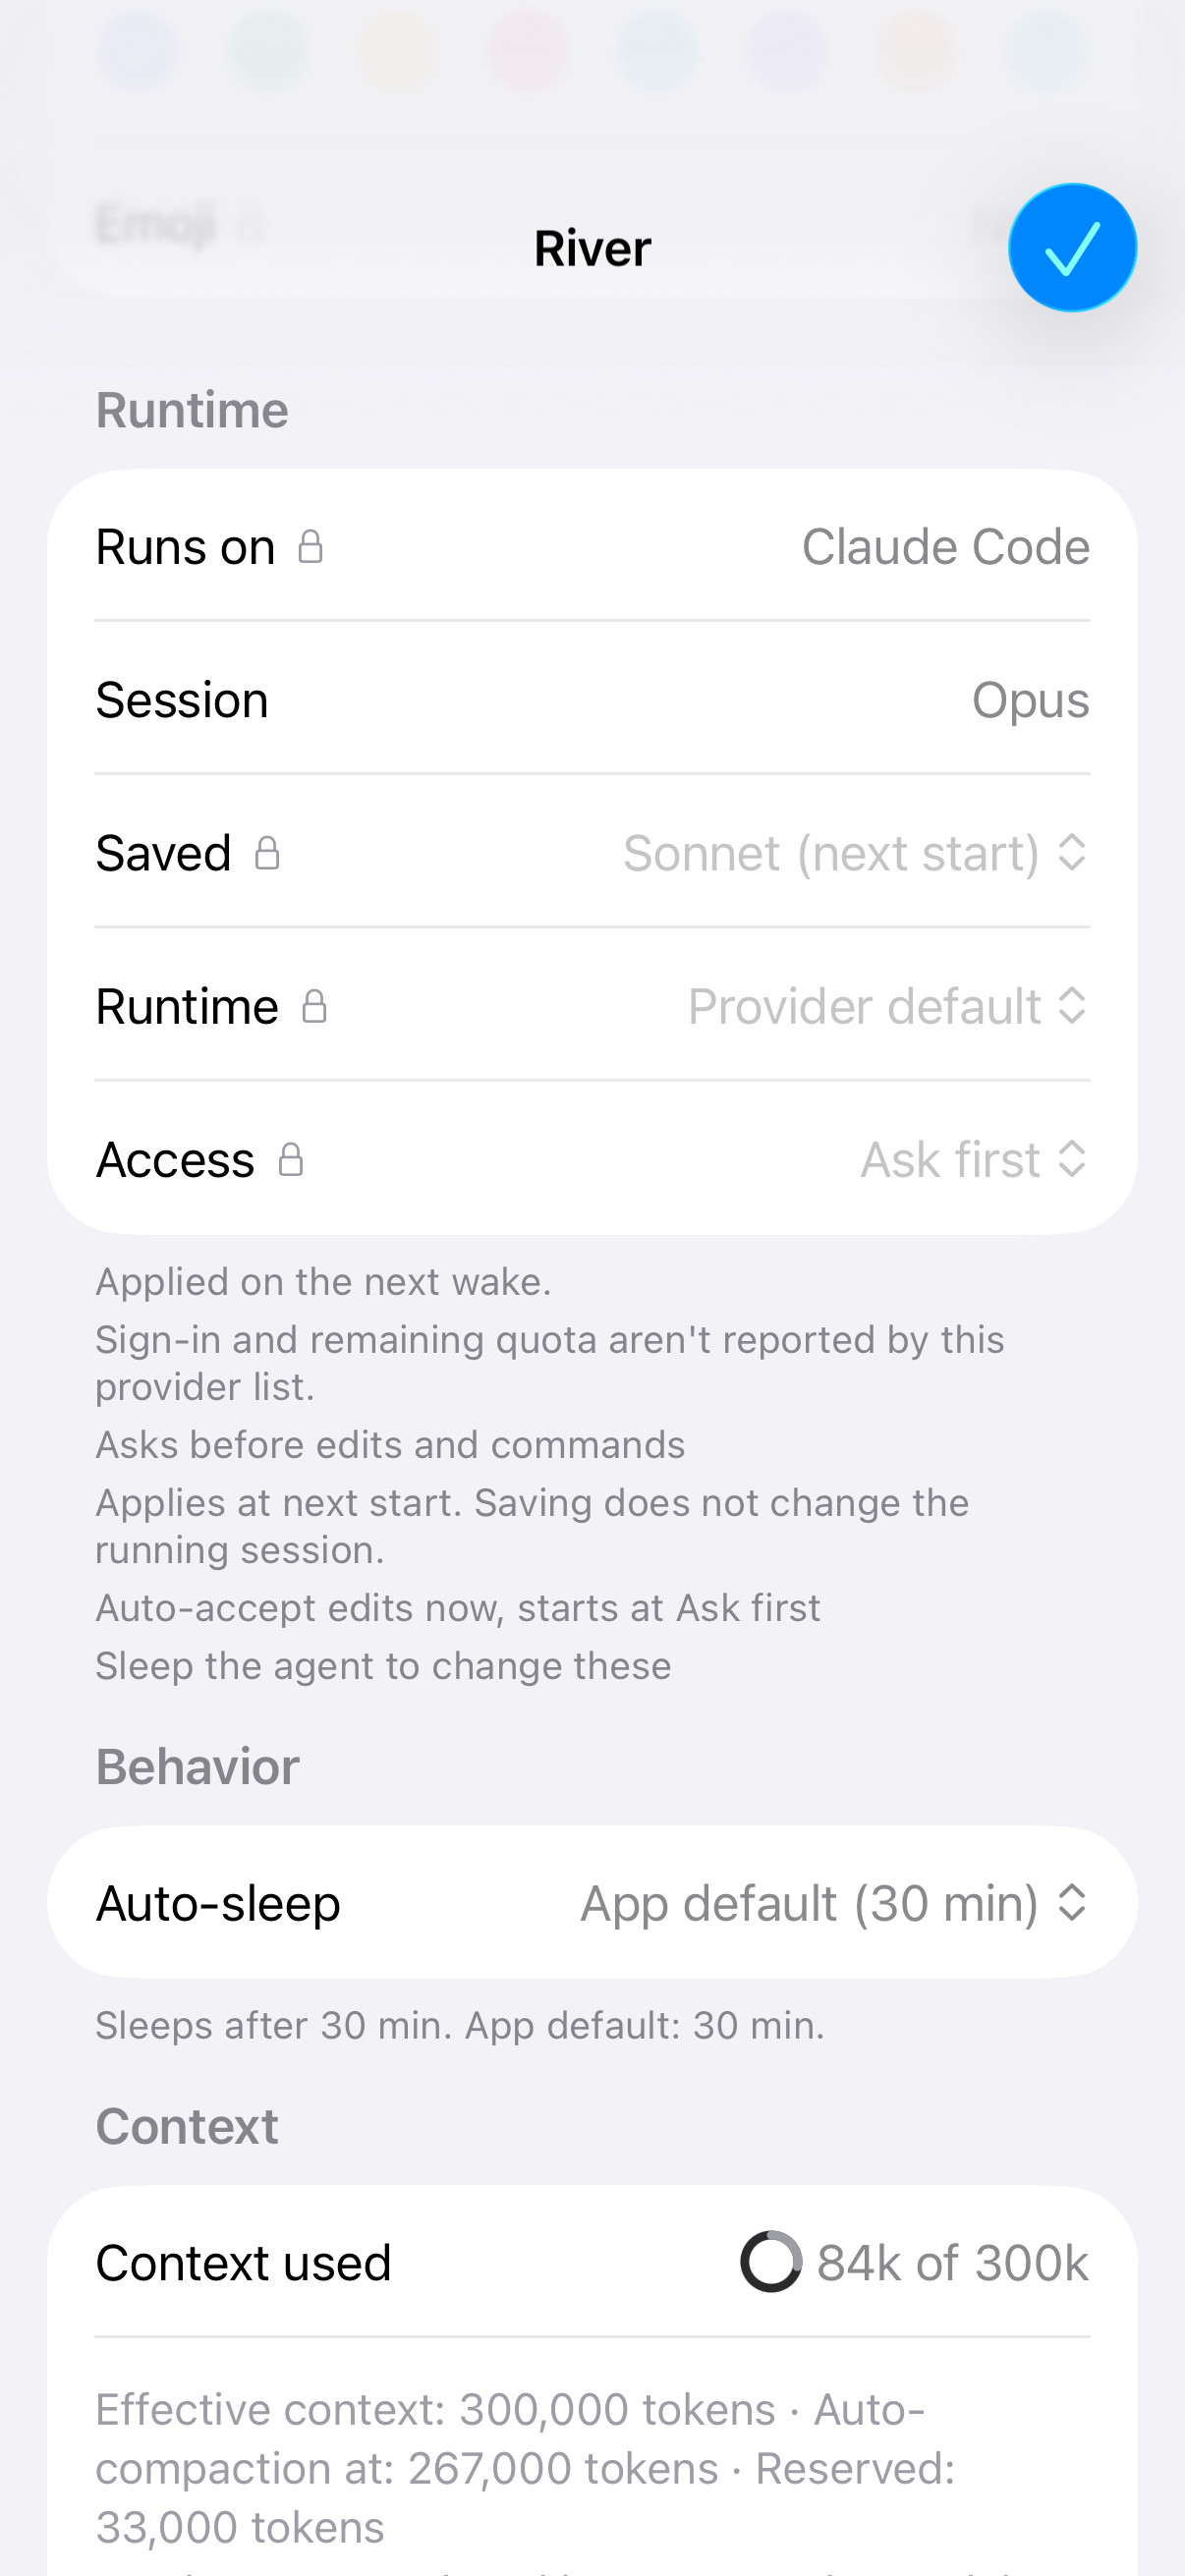 Emoji
River
Runtime
Runs on
Claude Code
Session
Opus
Saved
Sonnet (next start)
Runtime
Provider default
Access
Ask first
Applied on the next wake.
Sign-in and remaining quota aren't reported by this
provider list.
Asks before edits and commands
Applies at next start. Saving does not change the
running session.
Auto-accept edits now, starts at Ask first
Sleep the agent to change these
Behavior
Auto-sleep
App default (30 min)
Sleeps after 30 min. App default: 30 min.
Context
Context used
84k of 300k
Effective context: 300,000 tokens · Auto-
compaction at: 267,000 tokens · Reserved:
33,000 tokens